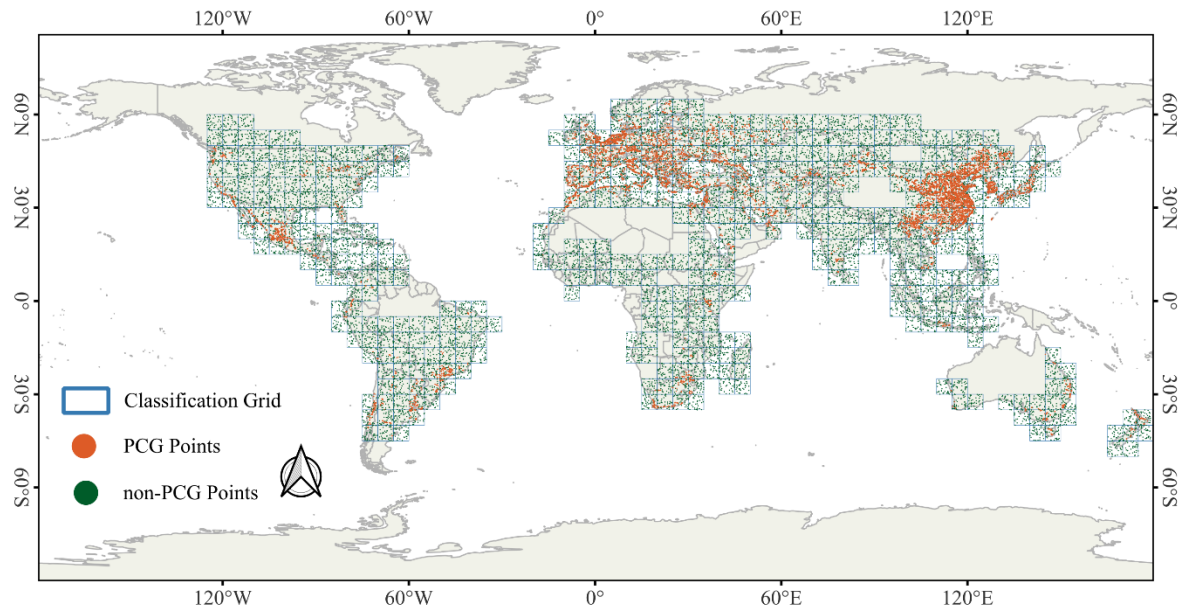 120°W 60°W 0° 60°E 120°E
60°N 60°N
30°N 30°N
0° 0°
30°S 30°S
60°S 60°S
Classification Grid
PCG Points
non-PCG Points
120°W 60°W 0° 60°E 120°E